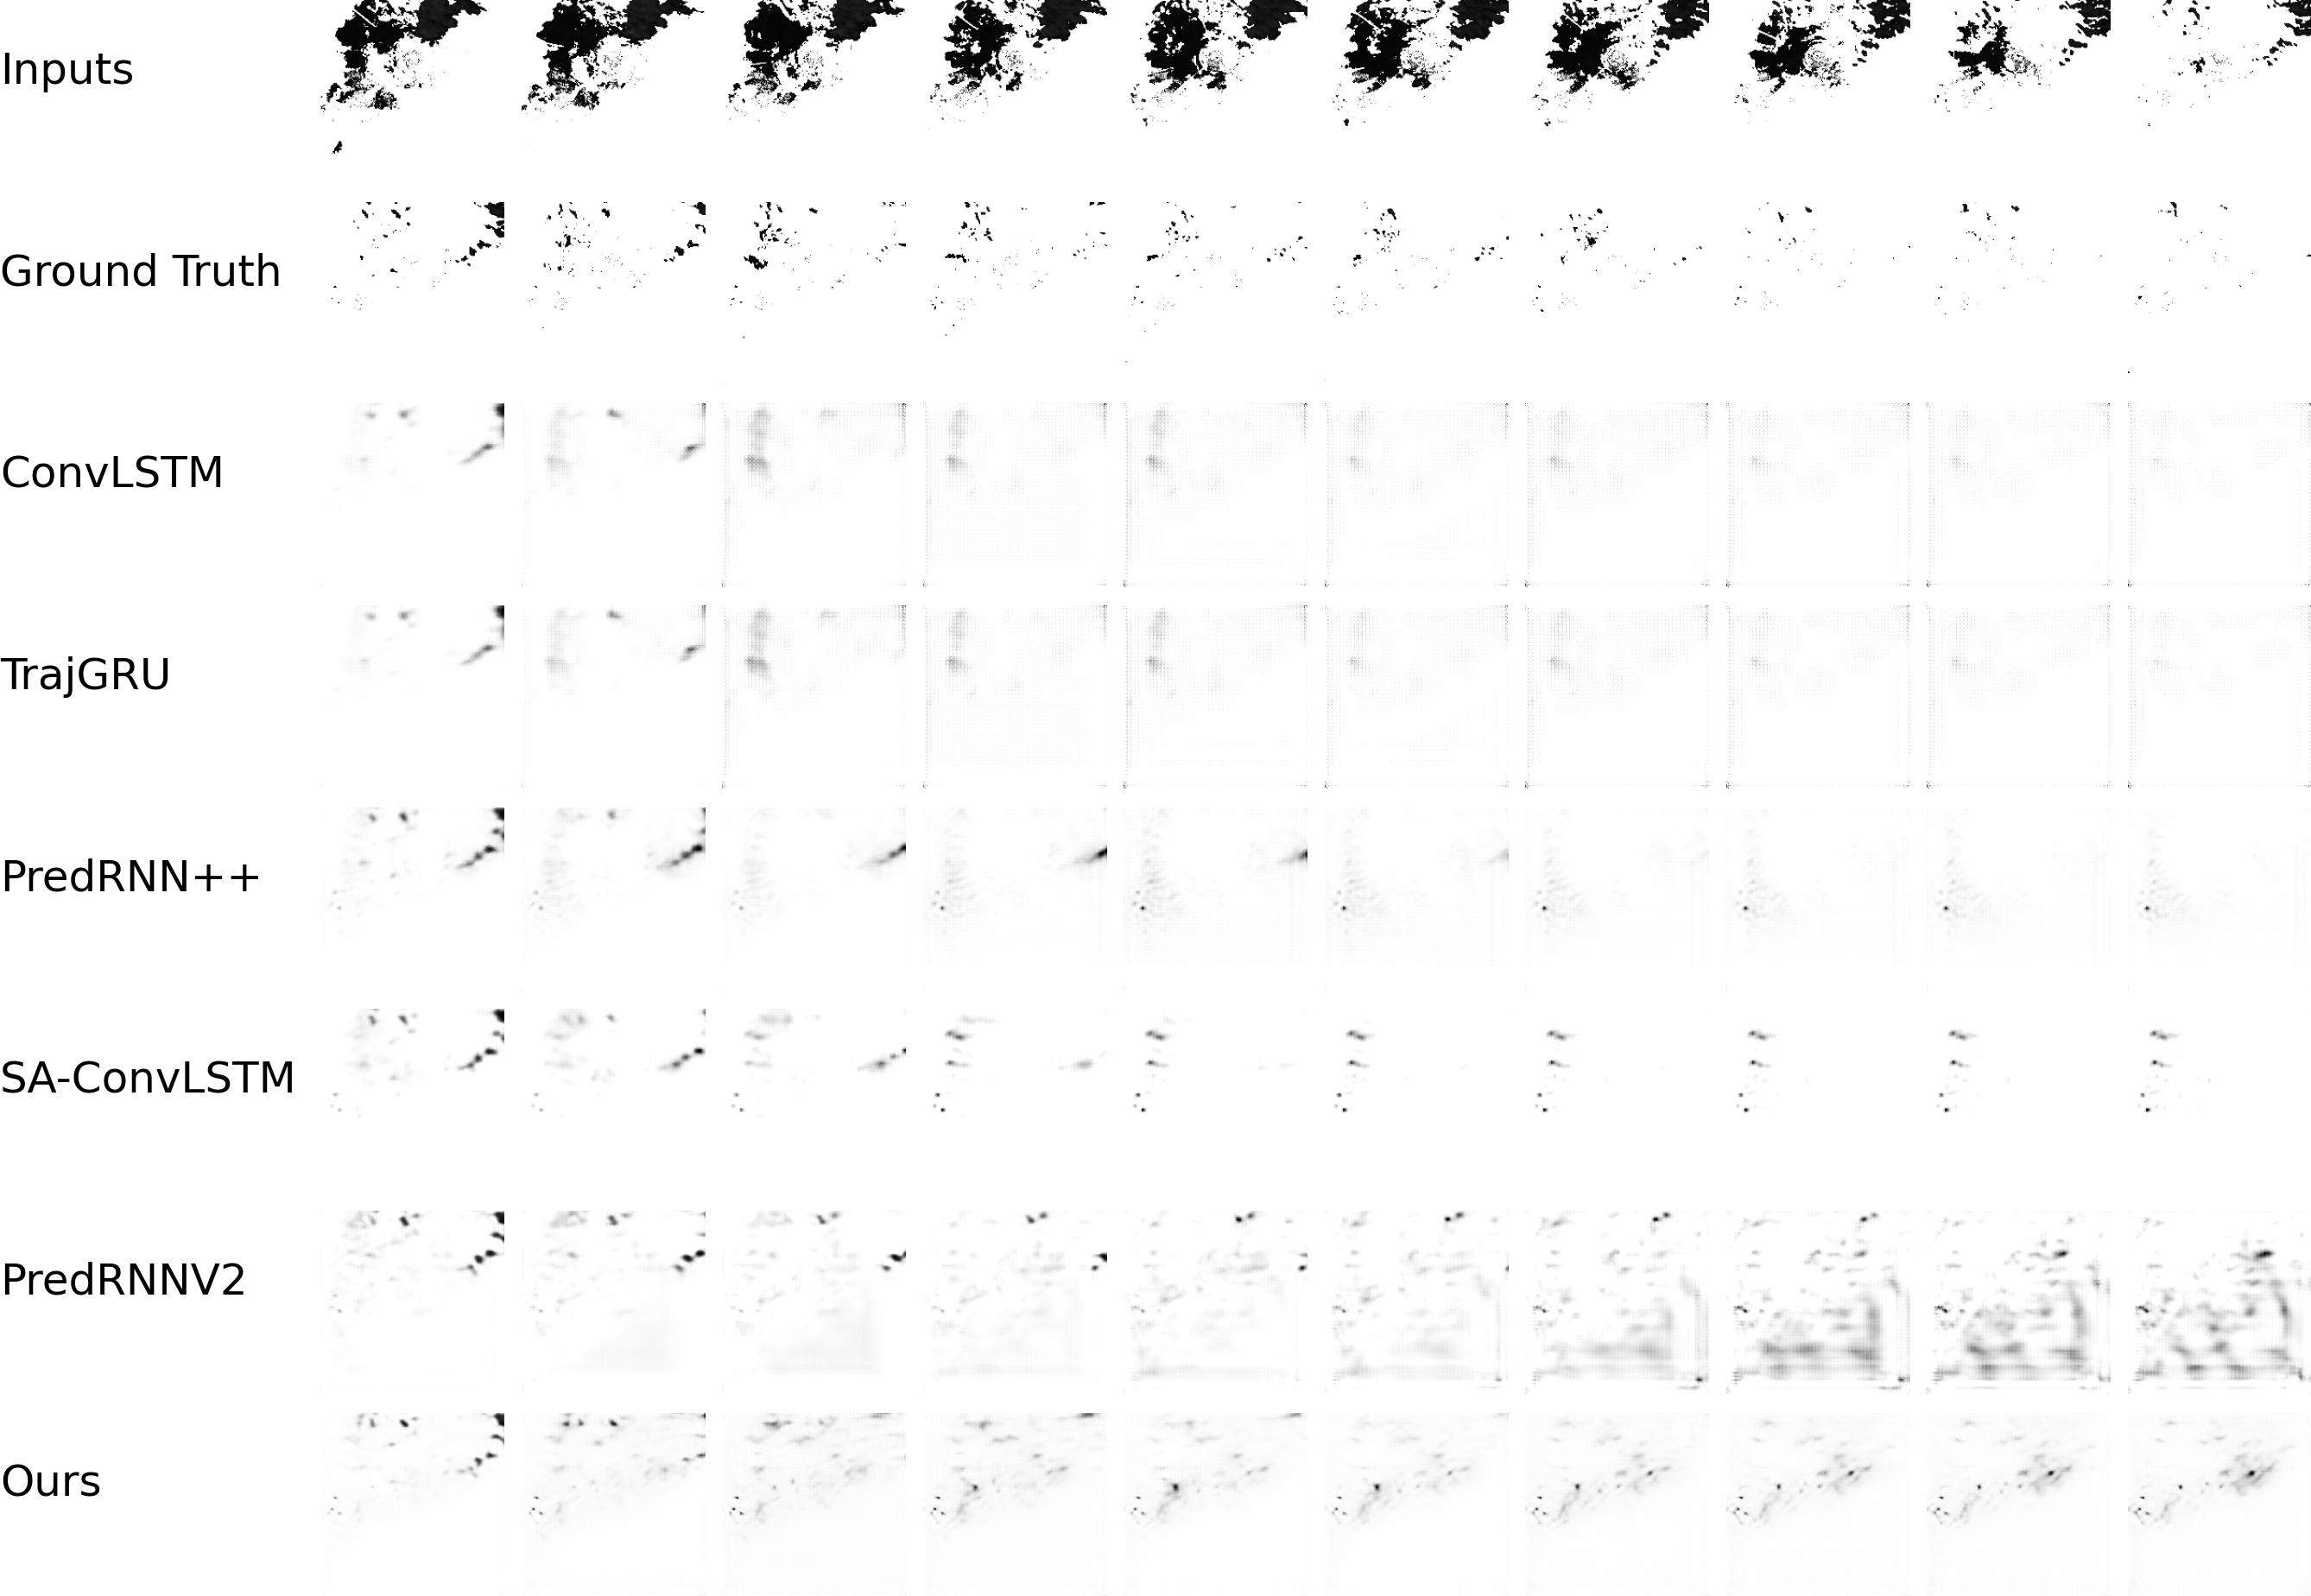 Inputs
Ground Truth
ConvLSTM
TrajGRU
PredRNN++
SA-ConvLSTM
PredRNNV2
Ours